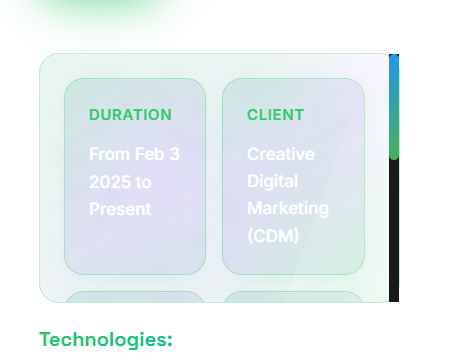 DURATION
From Feb 3
2025 to
Present
CLIENT
Creative
Digital
Marketing
(CDM)
Technologies: